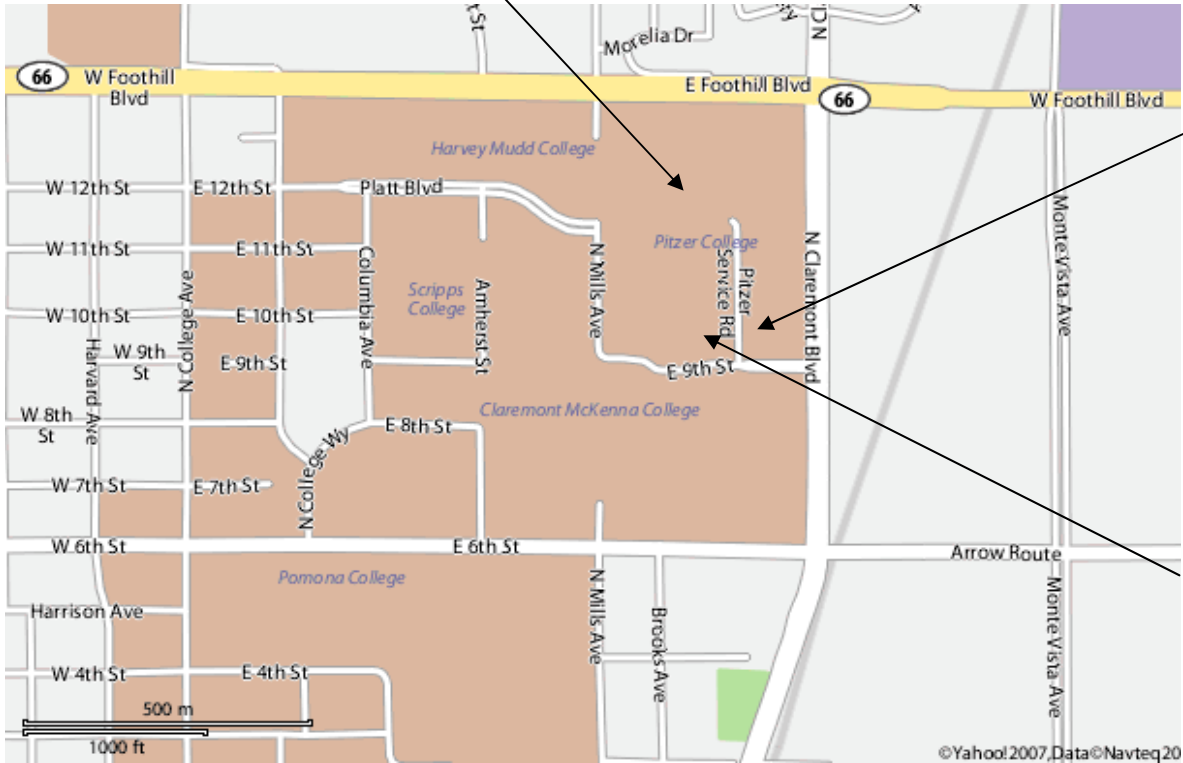 t St
Morelia Dr
66
W Foothill
Blvd
E Foothill Blvd
66
W Foothill Blvd
Harvey Mudd College
W 12th St
E 12th St
Platt Blvd
W 11th St
E 11th St
Columbia Ave
N Mills Ave
Pitzer College
Pitzer
Service Rd
N Claremont Blvd
Monte Vista Ave
N College Ave
Scripps
College
Amherst St
W 10th St
E 10th St
Harvard Ave
W 9th
St
E 9th St
E 9th St
W 8th
St
E 8th St
Claremont McKenna College
N College Wy
W 7th St
E 7th St
W 6th St
E 6th St
Arrow Route
Pomona College
N Mills Ave
Brooks Ave
Monte Vista Ave
Harrison Ave
W 4th St
E 4th St
500 m
1000 ft
©Yahoo!2007,Data©Navteq20